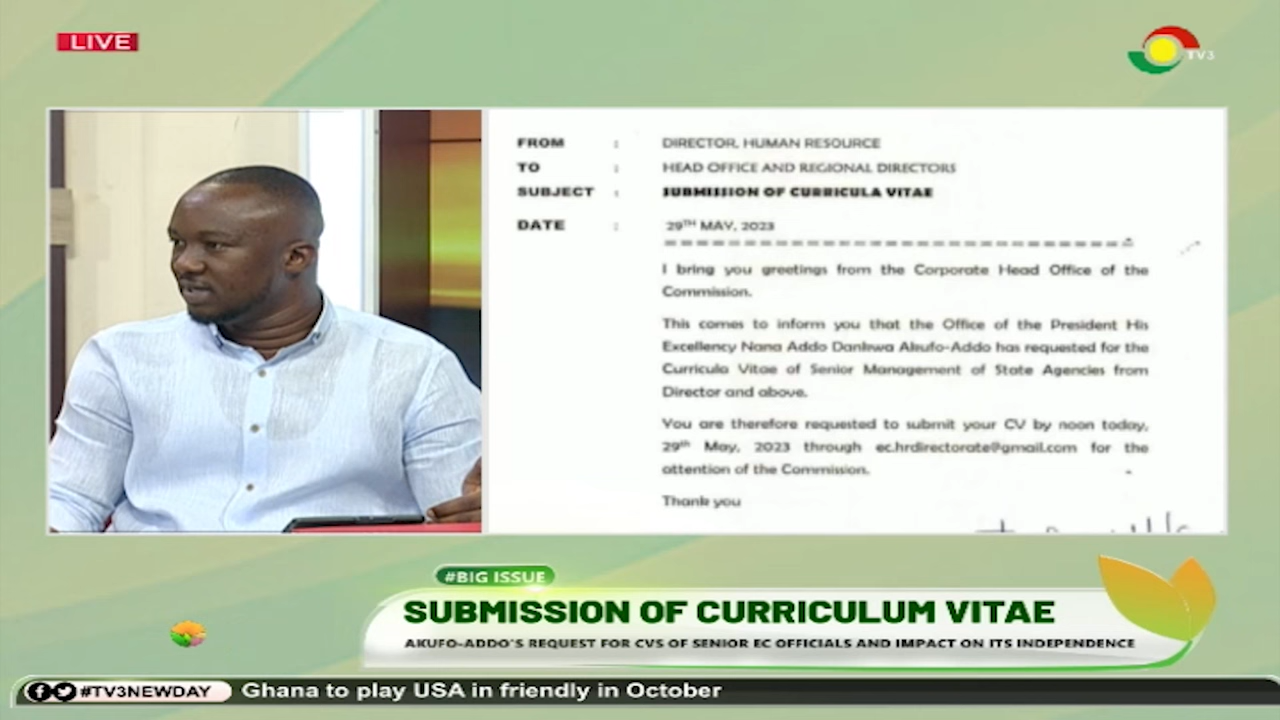 LIVE
TV3
FROM : DIRECTOR, HUMAN RESOURCE
TO : HEAD OFFICE AND REGIONAL DIRECTORS
SUBJECT : SUBMISSION OF CURRICULA VITAE
DATE : 29TH MAY, 2023
I bring you greetings from the Corporate Head Office of the
Commission.
This comes to inform you that the Office of the President His
Excellency Nana Addo Dankwa Akufo-Addo has requested for the
Curricula Vitae of Senior Management of State Agencies from
Director and above.
You are therefore requested to submit your CV by noon today,
29th May, 2023 through ec.hrdirectorate@gmail.com for the
attention of the Commission.
Thank you
#BIG ISSUE
SUBMISSION OF CURRICULUM VITAE
AKUFO-ADDO'S REQUEST FOR CVS OF SENIOR EC OFFICIALS AND IMPACT ON ITS INDEPENDENCE
#TV3NEWDAY Ghana to play USA in friendly in October